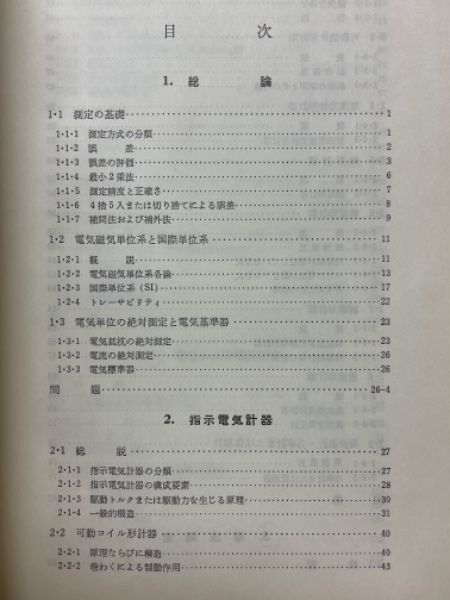 目　　　次
1. 総　　論
1・1 測定の基礎……1
1・1・1 測定方式の分類……1
1・1・2 誤　　差……2
1・1・3 誤差の評価……3
1・1・4 最小2乗法……6
1・1・5 測定精度と正確さ……7
1・1・6 4捨5入または切り捨てによる誤差……8
1・1・7 補間法および補外法……9
1・2 電気磁気単位系と国際単位系……11
1・2・1 概　　説……11
1・2・2 電気磁気単位系各論……13
1・2・3 国際単位系 (SI)……17
1・2・4 トレーサビリティ……22
1・3 電気単位の絶対測定と電気基準器……23
1・3・1 電気抵抗の絶対測定……23
1・3・2 電流の絶対測定……26
1・3・3 電気標準器……26
問　　題……26-4
2. 指示電気計器
2・1 総　　説……27
2・1・1 指示電気計器の分類……27
2・1・2 指示電気計器の構成要素……28
2・1・3 駆動トルクまたは駆動力を生じる原理……30
2・1・4 一般的構造……31
2・2 可動コイル形計器……40
2・2・1 原理ならびに構造……40
2・2・2 巻わくによる制動作用……43